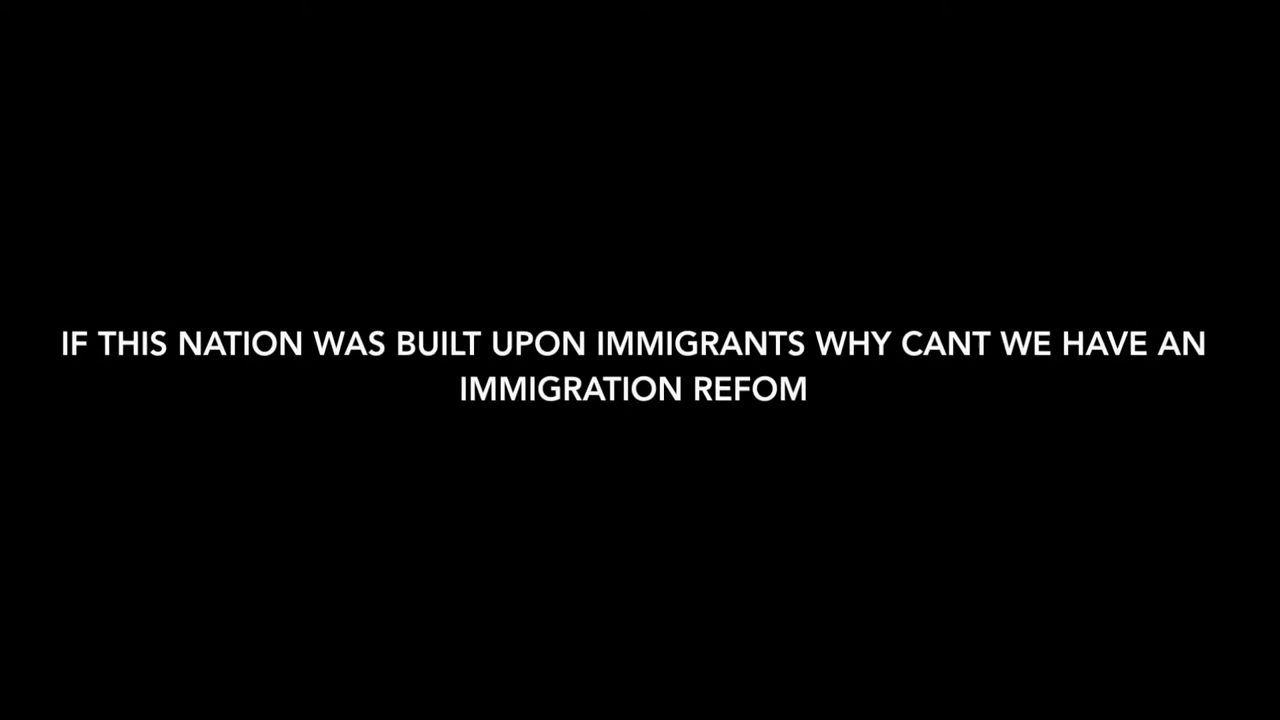 IF THIS NATION WAS BUILT UPON IMMIGRANTS WHY CANT WE HAVE AN
IMMIGRATION REFOM